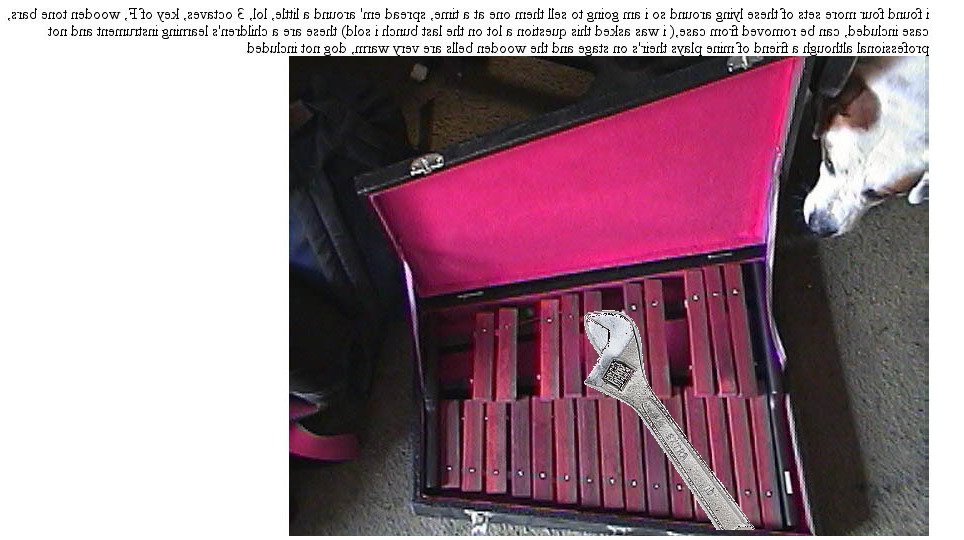 i found four more sets of these lying around so i am going to sell them one at a time, spread em' around a little, lol, 3 octaves, key of F, wooden tone bars,
case included, can be removed from case,( i was asked this question a lot on the last bunch i sold) these are a children's learning instrument and not
professional although a friend of mine plays their's on stage and the wooden bells are very warm, dog not included